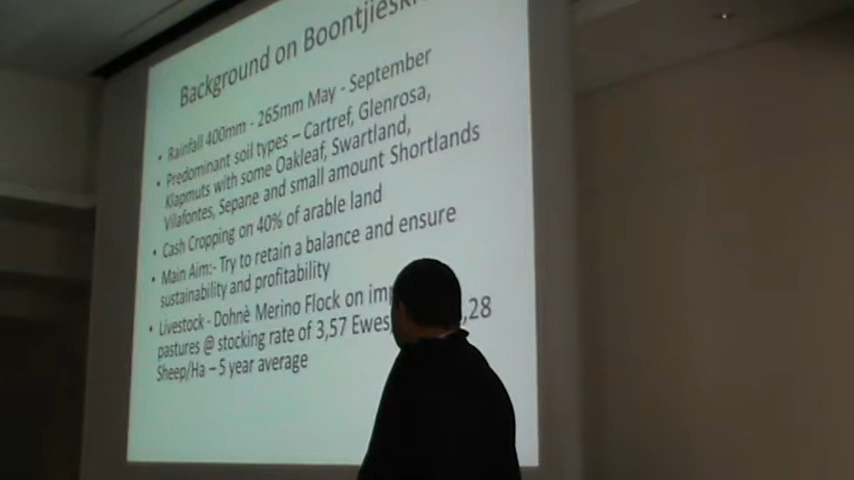 Background on
• Rainfall 400mm - 265mm May - September
• Predominant soil types – Cartref, Glenrosa,
Klapmuts with some Oakleaf, Swartland,
Vilafontes, Sepane and small amount Shortlands
• Cash Cropping on 40% of arable land
• Main Aim:- Try to retain a balance and ensure
sustainability and profitability
• Livestock - Dohnè Merino Flock on
pastures @ stocking rate of 3,57 Ewes ,28
Sheep/Ha – 5 year average